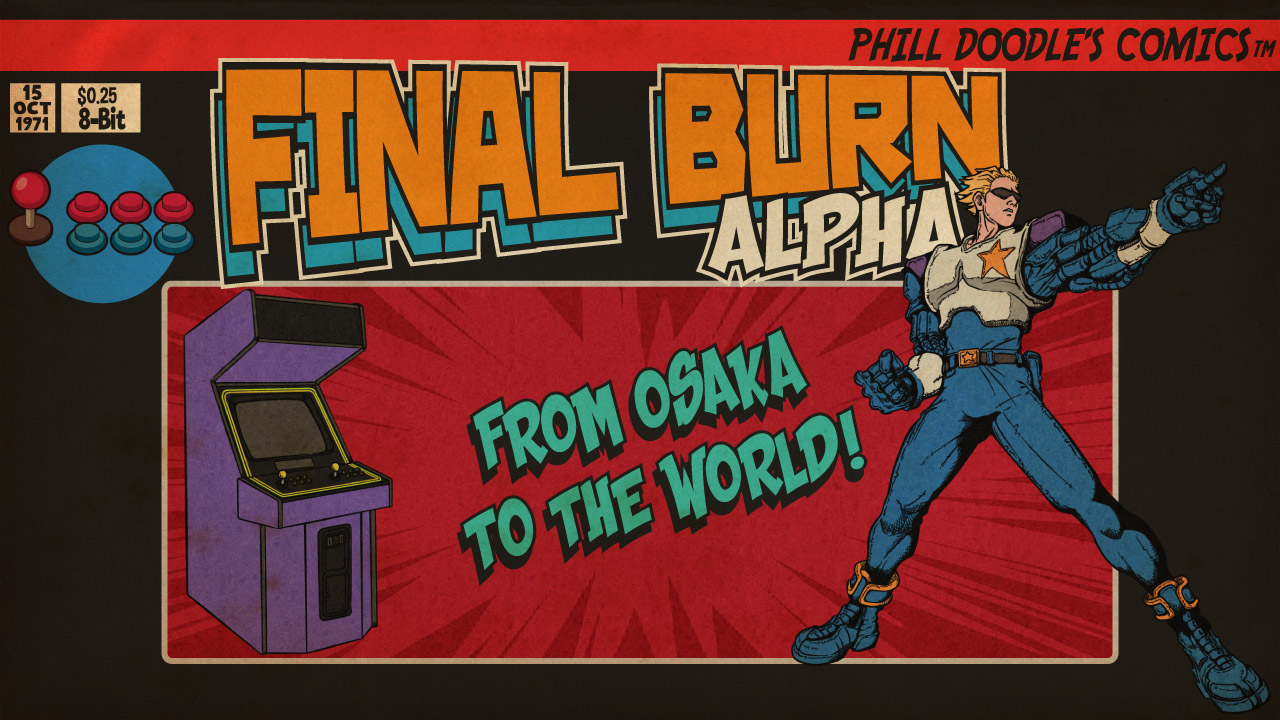 PHILL DOODLE'S COMICS™
15
OCT
1971
$0.25
8-Bit
FINAL BURN
ALPHA
FROM OSAKA
TO THE WORLD!